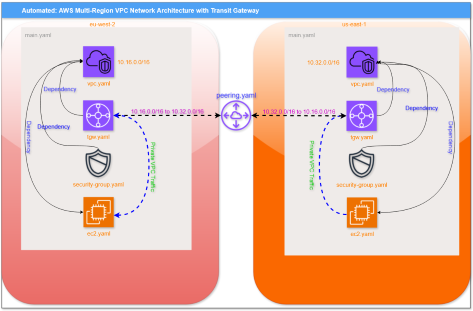 Automated: AWS Multi-Region VPC Network Architecture with Transit Gateway
eu-west-2
main.yaml
10.16.0.0/16
vpc.yaml
Dependency
tgw.yaml
Dependency
Dependency
Private VPC Traffic
security-group.yaml
ec2.yaml
10.16.0.0/16 to 10.32.0.0/16
peering.yaml
10.32.0.0/16 to 10.16.0.0/16
us-east-1
main.yaml
10.32.0.0/16
vpc.yaml
Dependency
tgw.yaml
Dependency
Dependency
Private VPC Traffic
security-group.yaml
ec2.yaml